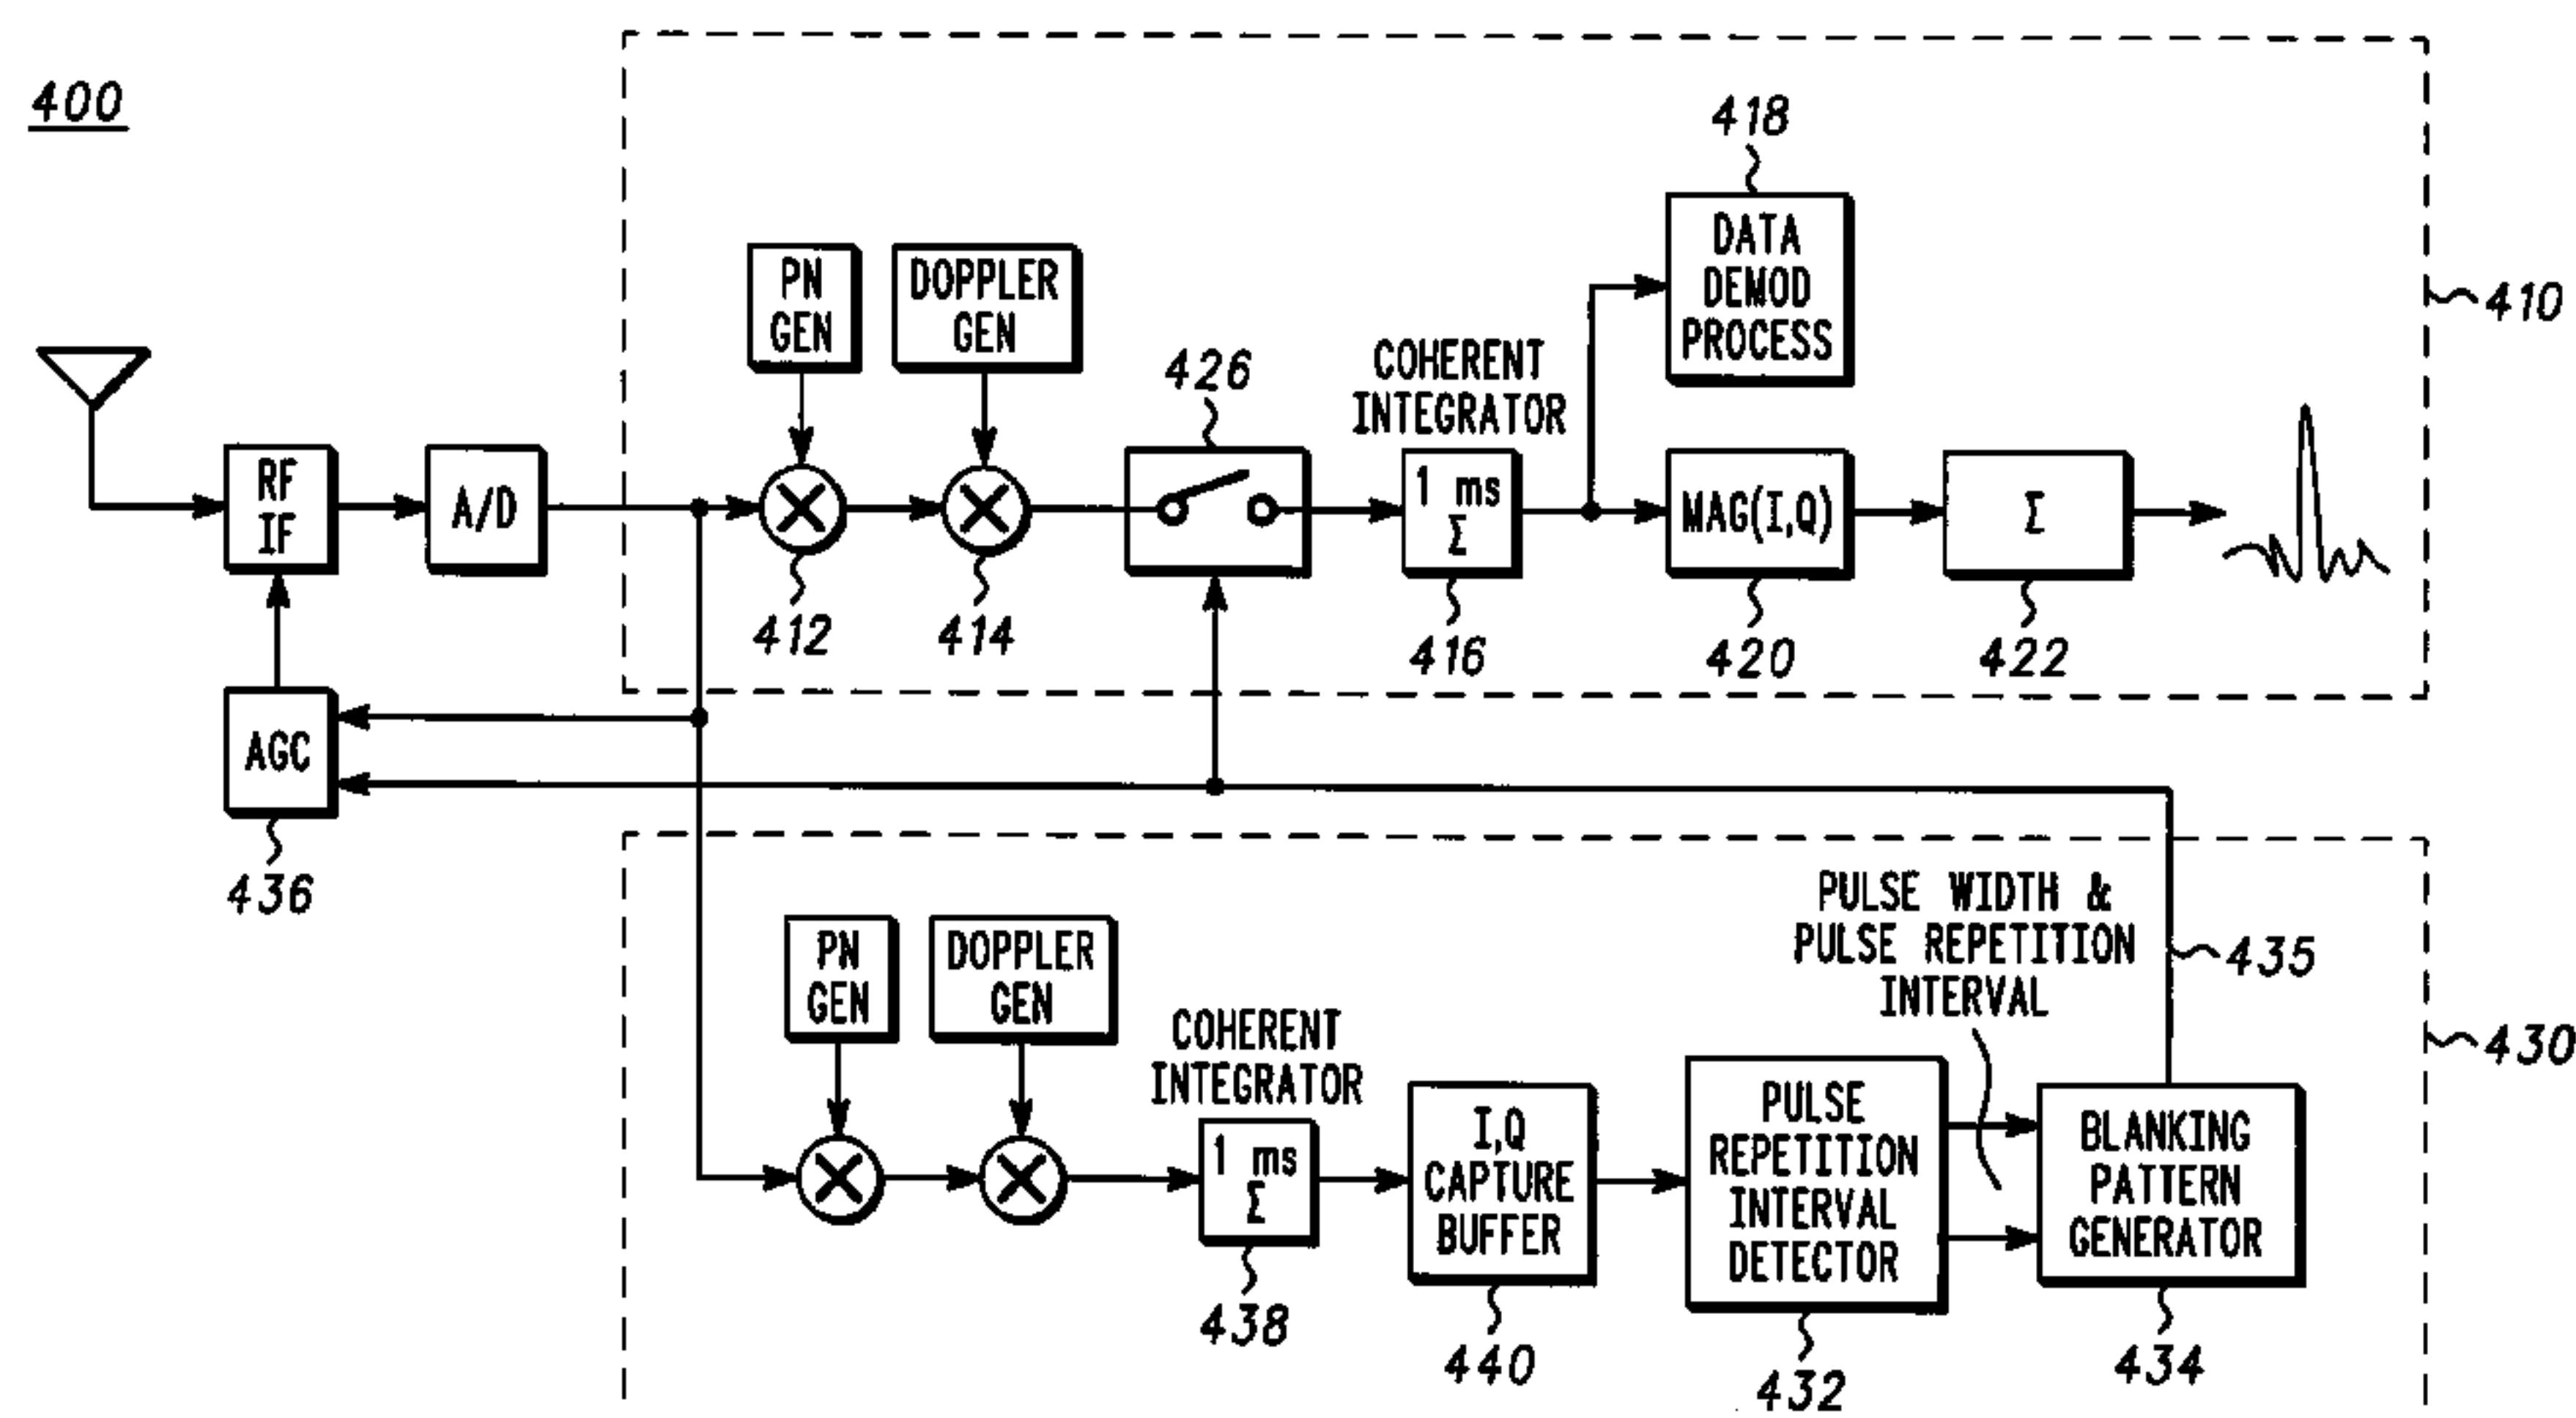 400
418
DATA
DEMOD
PROCESS
410
PN
GEN
DOPPLER
GEN
426
COHERENT
INTEGRATOR
RF
IF
A/D
1 ms
Σ
MAG(I,Q)
Σ
412
414
416
420
422
AGC
436
PULSE WIDTH &
PULSE REPETITION
INTERVAL
435
430
PN
GEN
DOPPLER
GEN
COHERENT
INTEGRATOR
1 ms
Σ
I,Q
CAPTURE
BUFFER
PULSE
REPETITION
INTERVAL
DETECTOR
BLANKING
PATTERN
GENERATOR
438
440
432
434